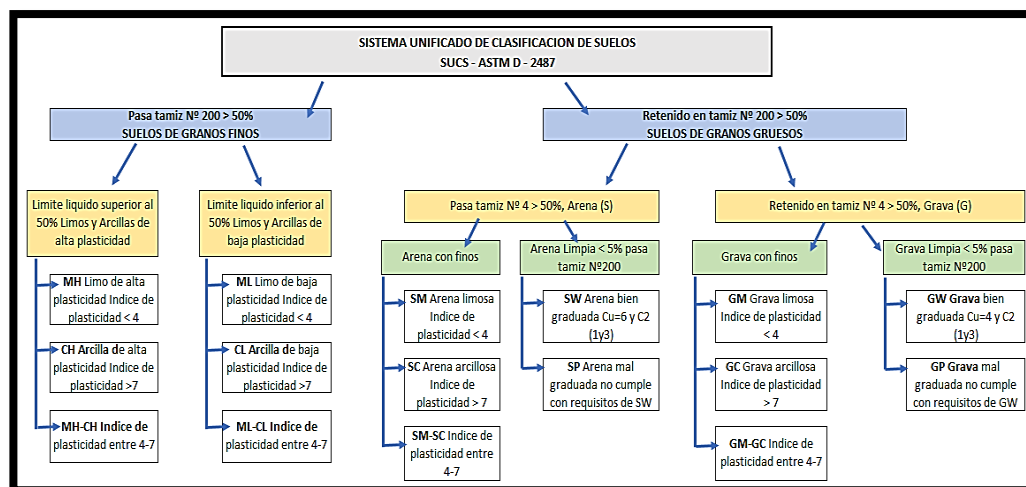 SISTEMA UNIFICADO DE CLASIFICACION DE SUELOS
SUCS - ASTM D - 2487
Pasa tamiz Nº 200 > 50%
SUELOS DE GRANOS FINOS
Retenido en tamiz Nº 200 > 50%
SUELOS DE GRANOS GRUESOS
Limite liquido superior al
50% Limos y Arcillas de
alta plasticidad
Limite liquido inferior al
50% Limos y Arcillas de
baja plasticidad
Pasa tamiz Nº 4 > 50%, Arena (S)
Retenido en tamiz Nº 4 > 50%, Grava (G)
Arena con finos
Arena Limpia < 5% pasa
tamiz Nº200
Grava con finos
Grava Limpia < 5% pasa
tamiz Nº200
MH Limo de alta
plasticidad Indice de
plasticidad < 4
CH Arcilla de alta
plasticidad Indice de
plasticidad >7
MH-CH Indice de
plasticidad entre 4-7
ML Limo de baja
plasticidad Indice de
plasticidad < 4
CL Arcilla de baja
plasticidad Indice de
plasticidad >7
ML-CL Indice de
plasticidad entre 4-7
SM Arena limosa
Indice de
plasticidad < 4
SC Arena arcillosa
Indice de
plasticidad > 7
SM-SC Indice de
plasticidad entre
4-7
SW Arena bien
graduada Cu=6 y C2
(1y3)
SP Arena mal
graduada no cumple
con requisitos de SW
GM Grava limosa
Indice de plasticidad
< 4
GC Grava arcillosa
Indice de plasticidad
> 7
GM-GC Indice de
plasticidad entre 4-7
GW Grava bien
graduada Cu=4 y C2
(1y3)
GP Grava mal
graduada no cumple
con requisitos de GW